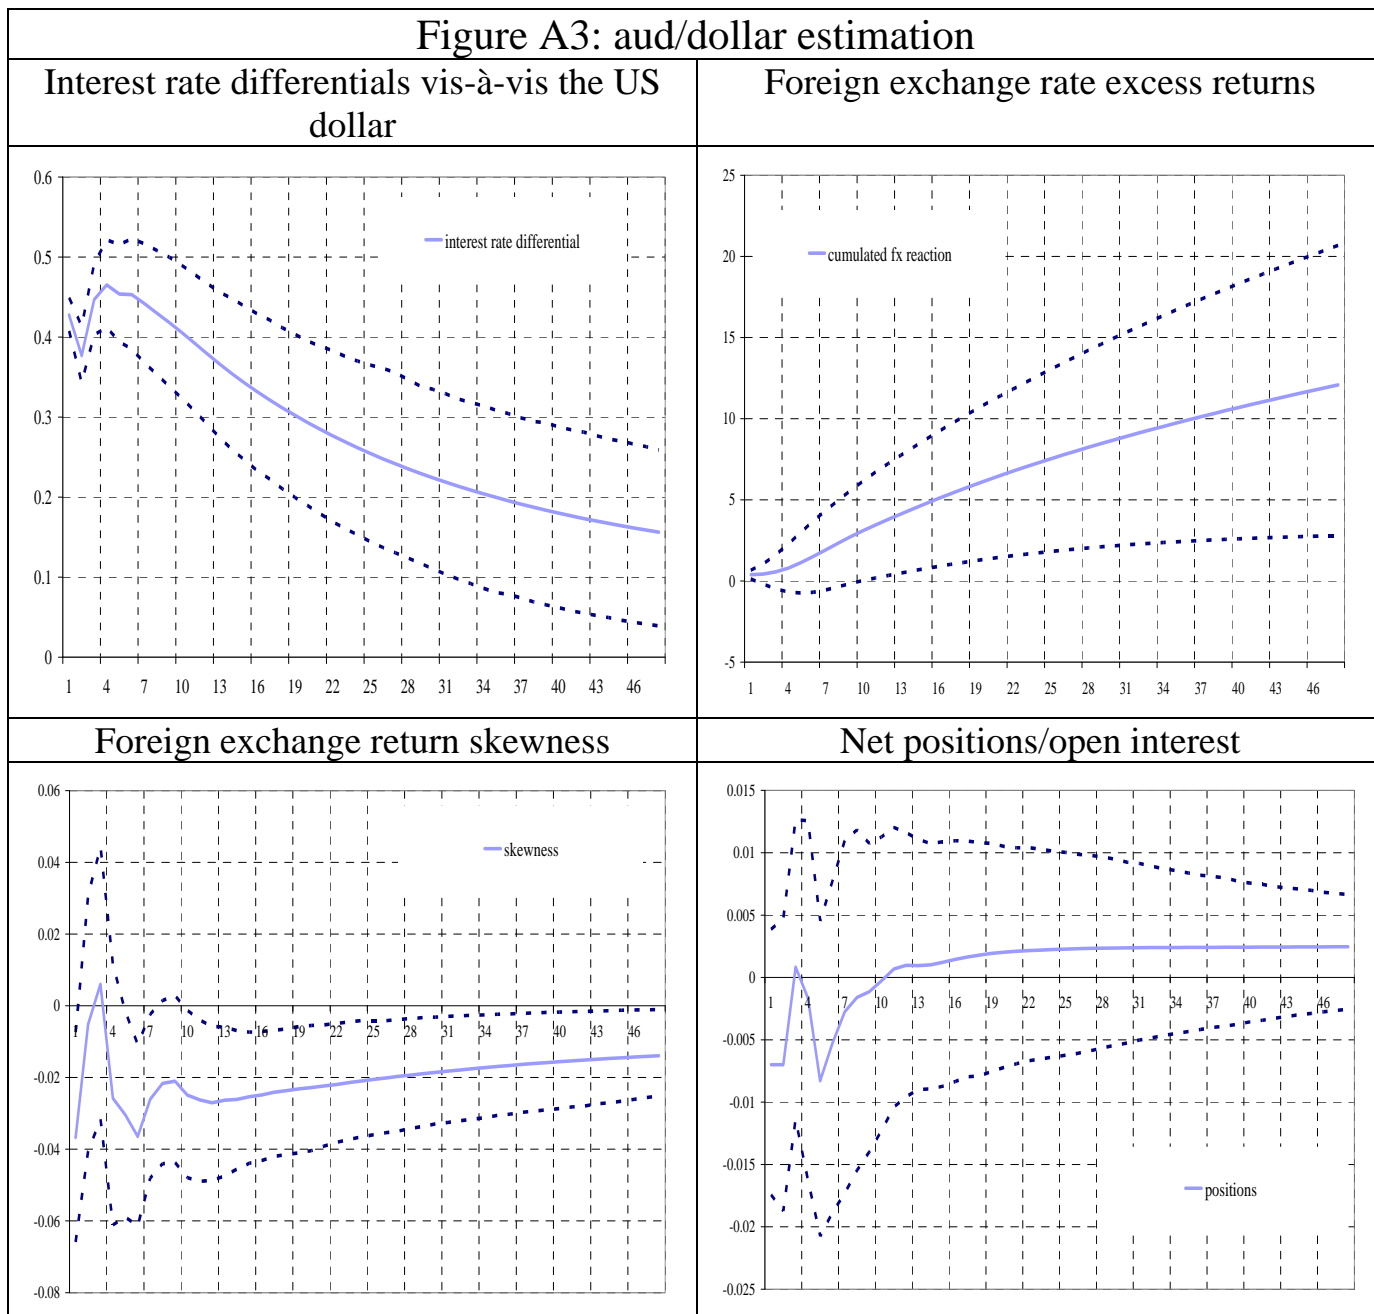 Figure A3: aud/dollar estimation
Interest rate differentials vis-à-vis the US
dollar
Foreign exchange rate excess returns
0.6
0.5
0.4
0.3
0.2
0.1
0
interest rate differential
1 4 7 10 13 16 19 22 25 28 31 34 37 40 43 46
25
20
15
10
5
0
-5
cumulated fx reaction
1 4 7 10 13 16 19 22 25 28 31 34 37 40 43 46
Foreign exchange return skewness
Net positions/open interest
0.06
0.04
0.02
0
-0.02
-0.04
-0.06
-0.08
skewness
1 4 7 10 13 16 19 22 25 28 31 34 37 40 43 46
0.015
0.01
0.005
0
-0.005
-0.01
-0.015
-0.02
-0.025
1 4 7 10 13 16 19 22 25 28 31 34 37 40 43 46
positions